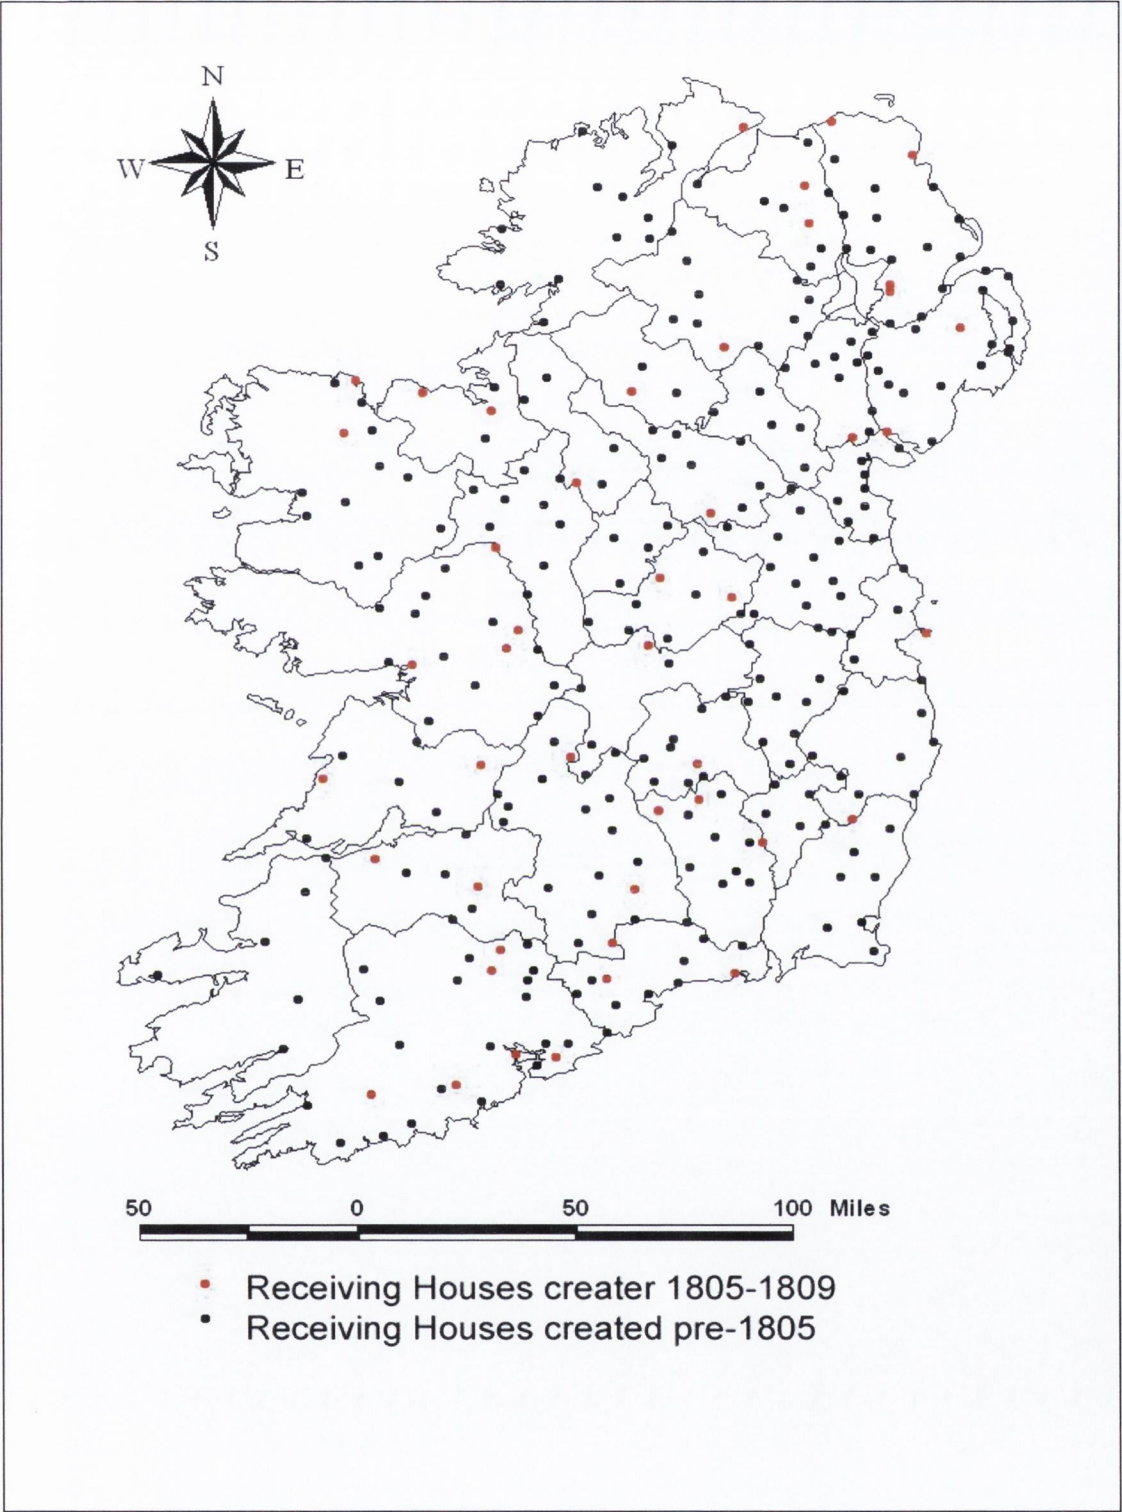 N
W E
S
50 0 50 100 Miles
Receiving Houses creater 1805-1809
Receiving Houses created pre-1805